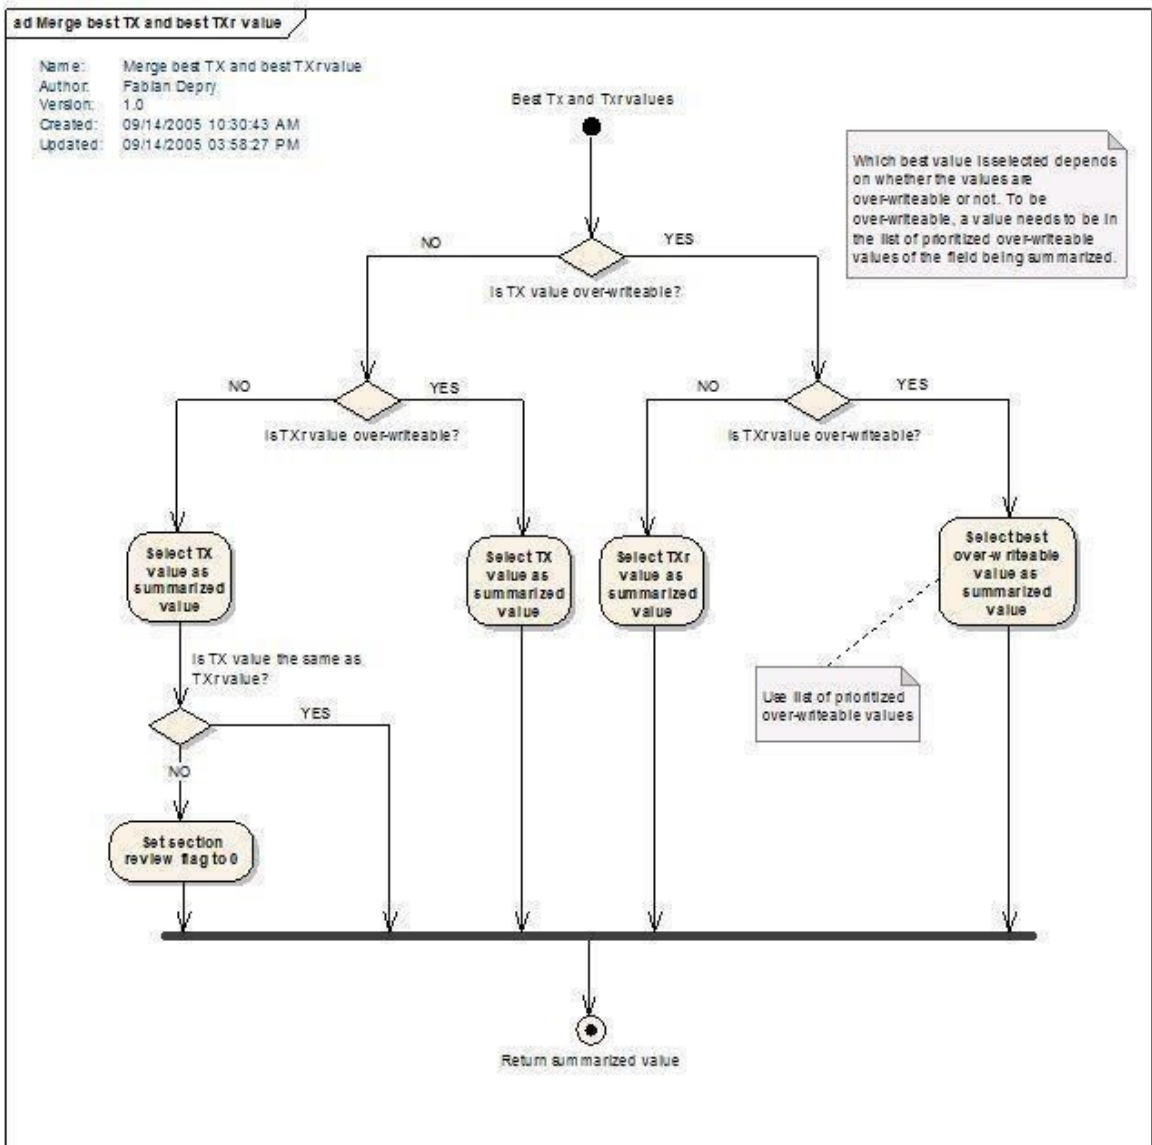 ad Merge best TX and best TXr value
Name: Merge best TX and best TXr value
Author: Fabian Depry
Version: 1.0
Created: 09/14/2005 10:30:43 AM
Updated: 09/14/2005 03:58:27 PM
Best Tx and Txr values
Which best value is selected depends
on whether the values are
over-writeable or not. To be
over-writeable, a value needs to be in
the list of prioritized over-writeable
values of the field being summarized.
NO
YES
Is TX value over-writeable?
NO
YES
NO
YES
Is TXr value over-writeable?
Is TXr value over-writeable?
Select TX
value as
summarized
value
Select TX
value as
summarized
value
Select TXr
value as
summarized
value
Select best
over-writeable
value as
summarized
value
Is TX value the same as
TXr value?
YES
NO
Use list of prioritized
over-writeable values
Set section
review flag to 0
Return summarized value